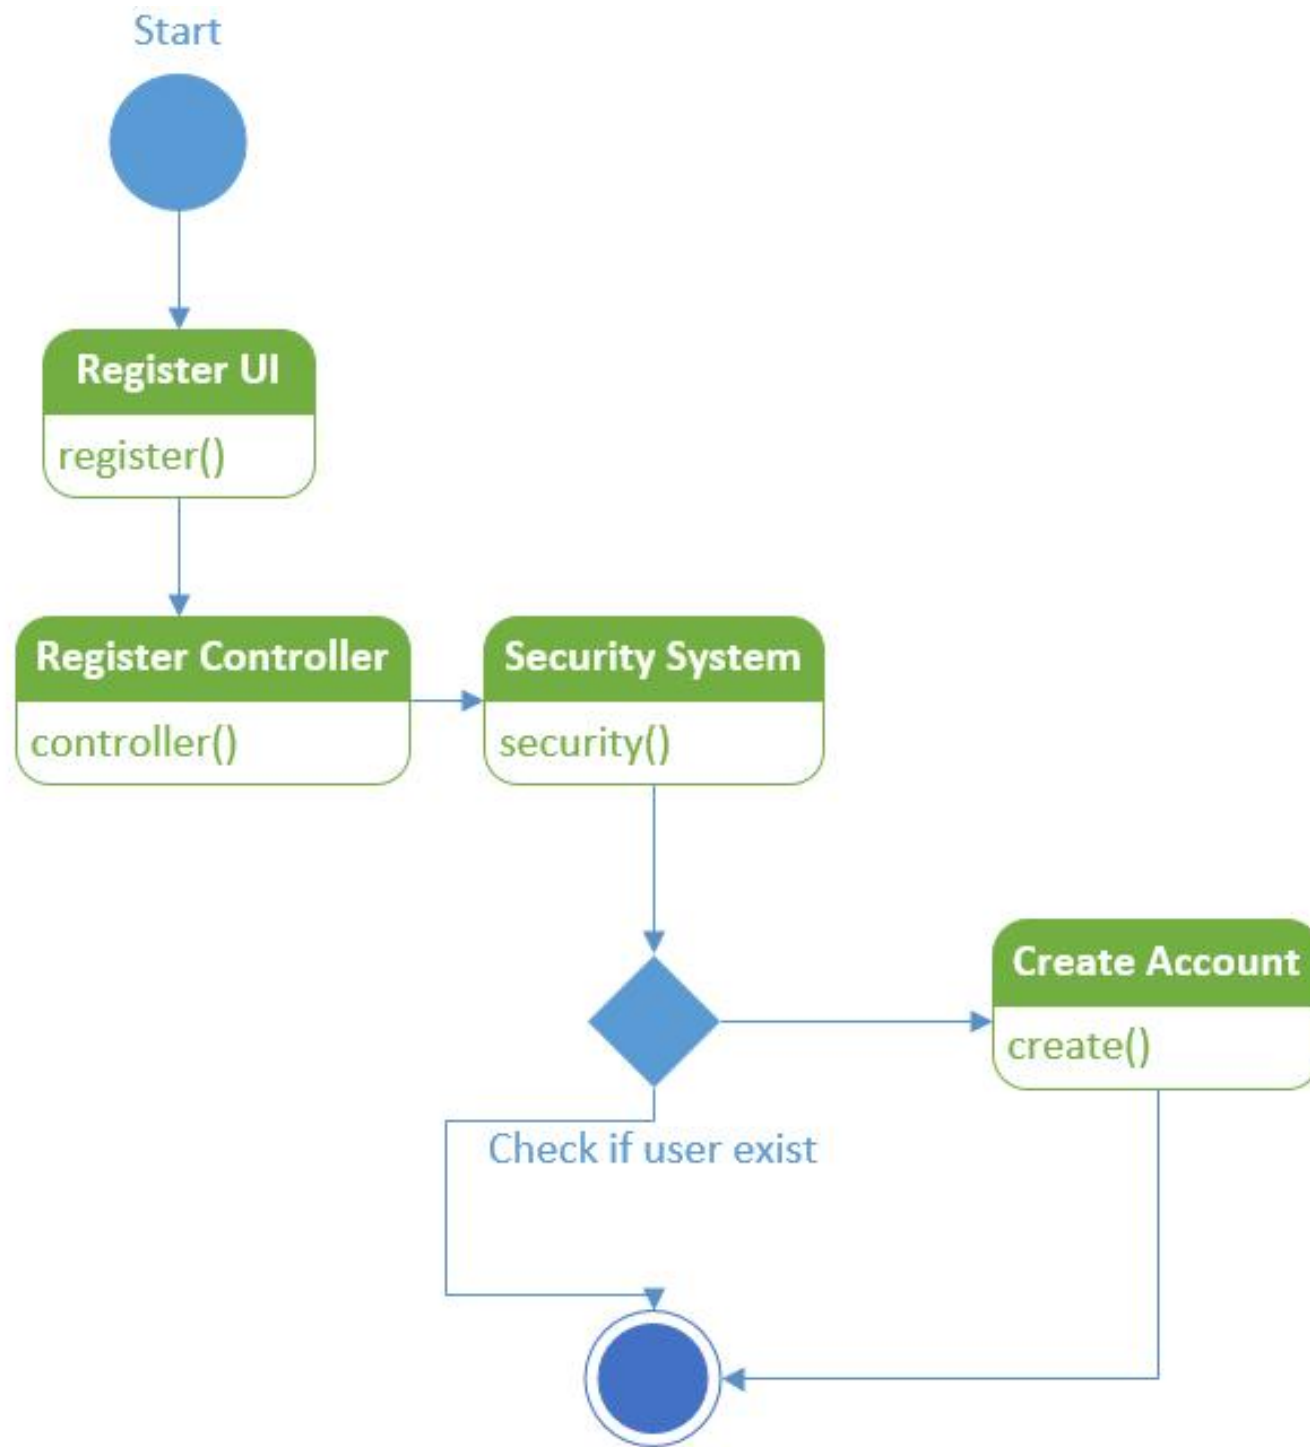 Start
Register UI
register()
Register Controller
controller()
Security System
security()
Create Account
create()
Check if user exist